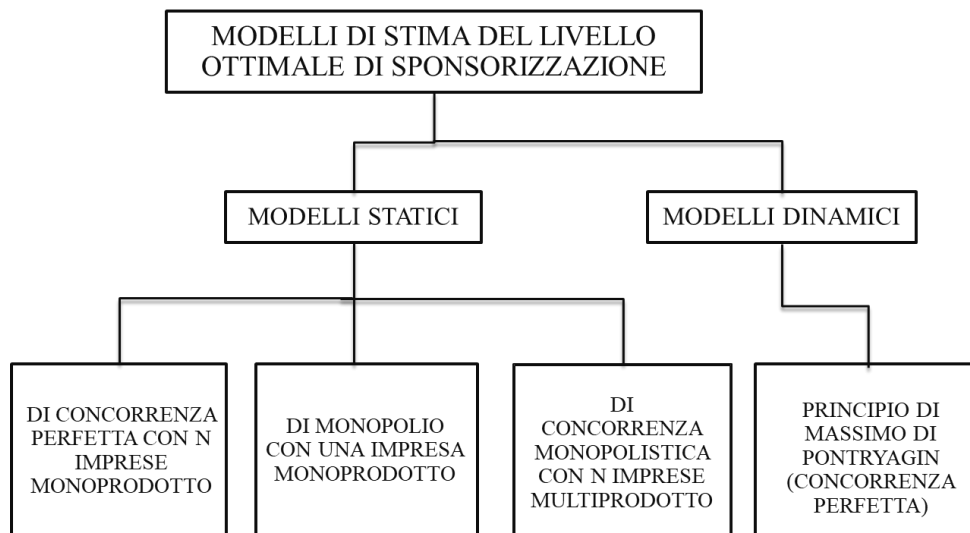 MODELLI DI STIMA DEL LIVELLO
OTTIMALE DI SPONSORIZZAZIONE
MODELLI STATICI
MODELLI DINAMICI
DI CONCORRENZA
PERFETTA CON N
IMPRESE
MONOPRODOTTO
DI MONOPOLIO
CON UNA IMPRESA
MONOPRODOTTO
DI
CONCORRENZA
MONOPOLISTICA
CON N IMPRESE
MULTIPRODOTTO
PRINCIPIO DI
MASSIMO DI
PONTRYAGIN
(CONCORRENZA
PERFETTA)